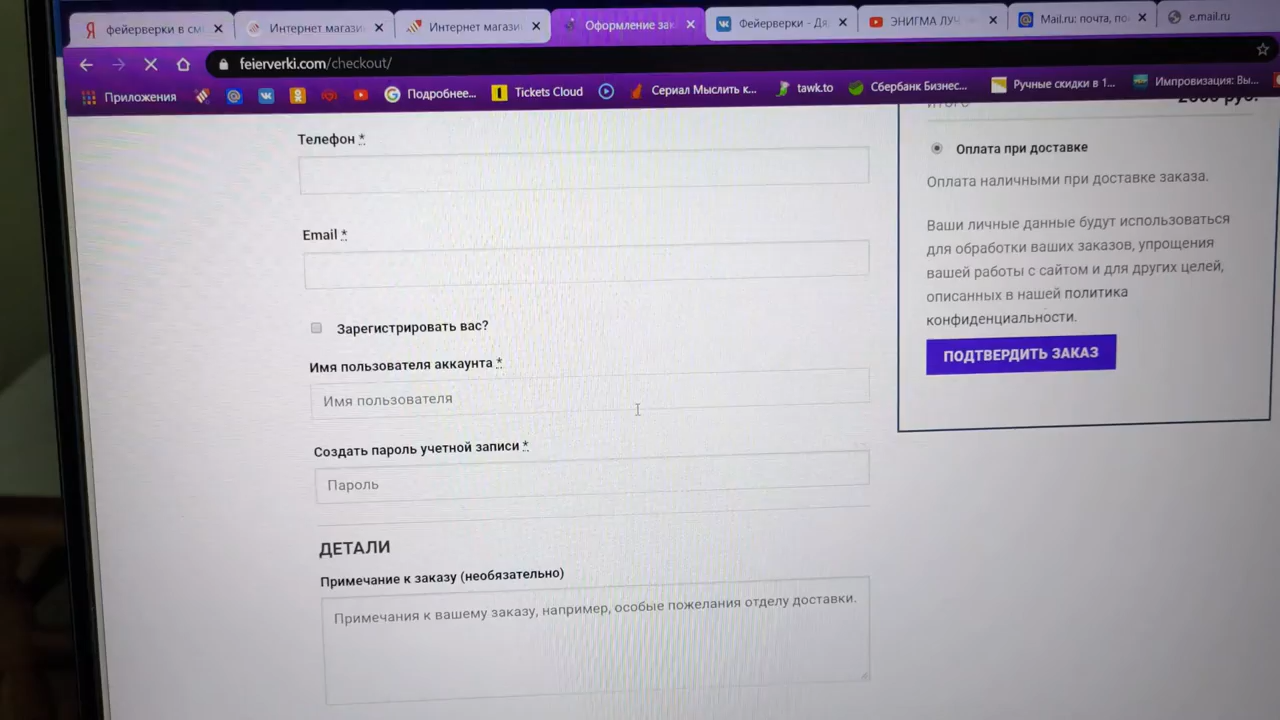 фейерверки в см
Интернет магази
Интернет магази
Оформление зак
Фейерверки - Дя
ЭНИГМА ЛУЧ
Mail.ru: почта, по
e.mail.ru
feierverki.com/checkout/
Приложения
Подробнее...
Tickets Cloud
Сериал Мыслить к...
tawk.to
Сбербанк Бизнес...
Ручные скидки в 1...
Импровизация: Вы...
Телефон *
Email *
Зарегистрировать вас?
Имя пользователя аккаунта *
Имя пользователя
Создать пароль учетной записи *
Пароль
ДЕТАЛИ
Примечание к заказу (необязательно)
Примечания к вашему заказу, например, особые пожелания отделу доставки.
Оплата при доставке
Оплата наличными при доставке заказа.
Ваши личные данные будут использоваться
для обработки ваших заказов, упрощения
вашей работы с сайтом и для других целей,
описанных в нашей политика
конфиденциальности.
ПОДТВЕРДИТЬ ЗАКАЗ